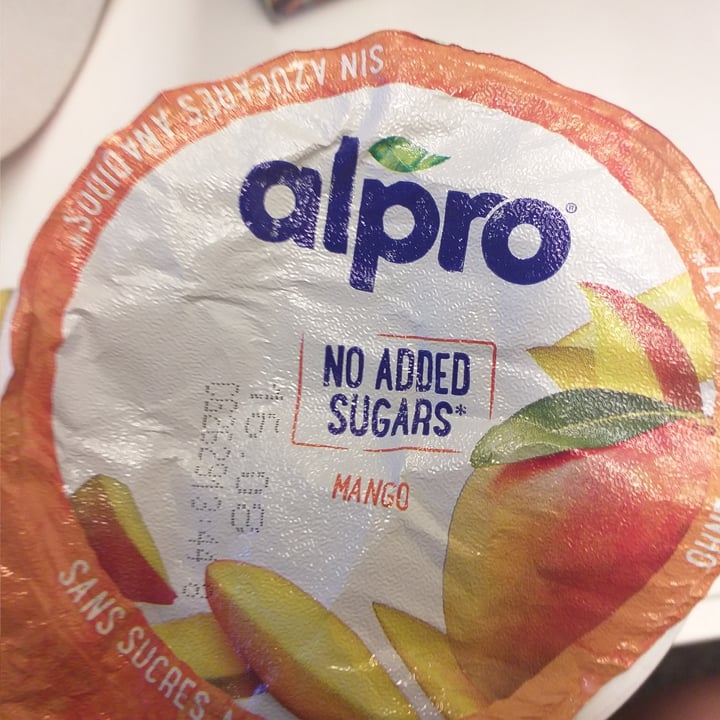 SIN AZÚCARES AÑADIDOS*
alpro®
NO ADDED
SUGARS*
MANGO
SANS SUCRES